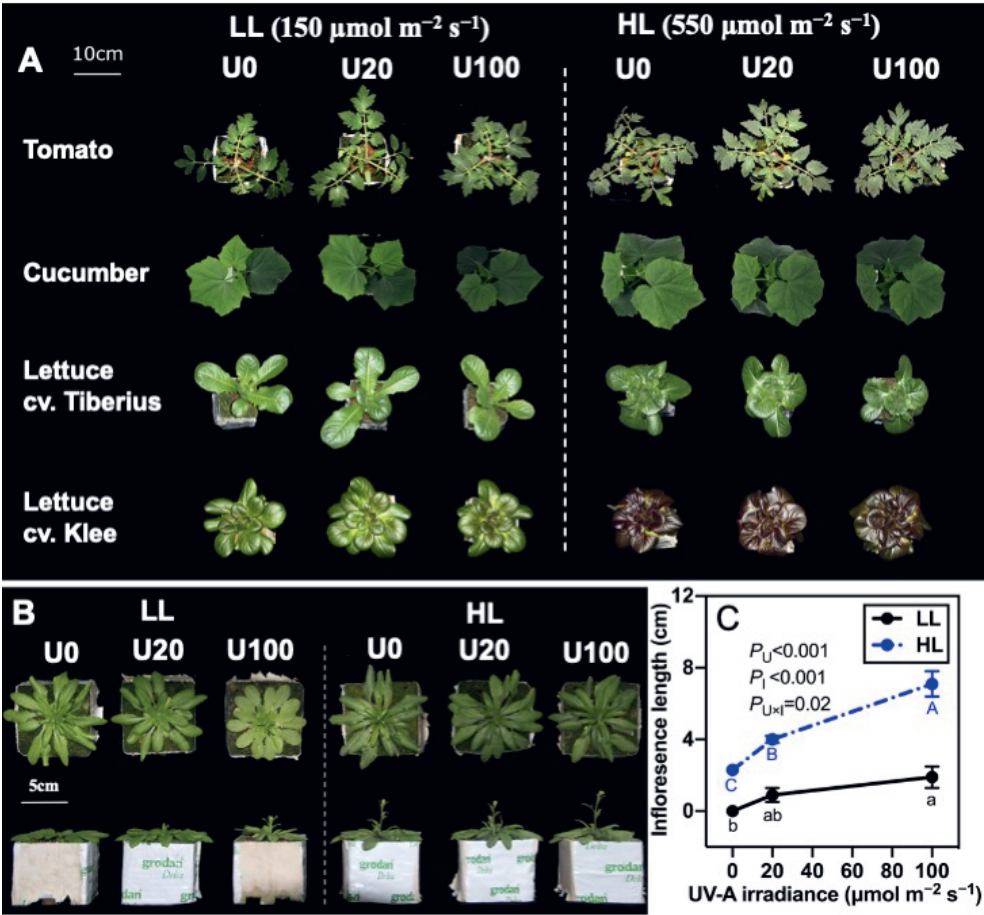 LL (150 µmol m⁻² s⁻¹) HL (550 µmol m⁻² s⁻¹)
A 10cm
U0 U20 U100 U0 U20 U100
Tomato
Cucumber
Lettuce
cv. Tiberius
Lettuce
cv. Klee
B LL HL
U0 U20 U100 U0 U20 U100
5cm
grodan
grodan
grodan
grodan
C
Infloresence length (cm)
12
8
4
0
LL
HL
P_U<0.001
P_I <0.001
P_U×I=0.02
A
B
C
a
ab
b
0 20 40 60 80 100
UV-A irradiance (µmol m⁻² s⁻¹)